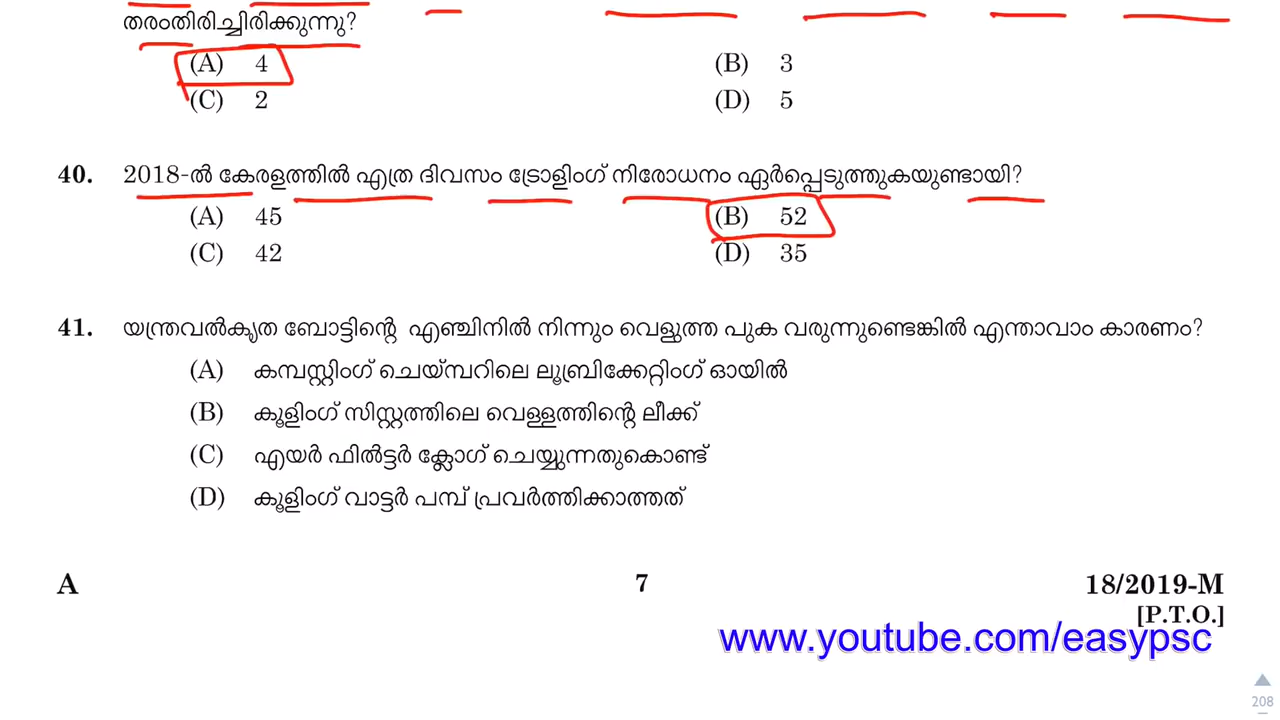 തരംതിരിച്ചിരിക്കുന്നു?
(A) 4 (B) 3
(C) 2 (D) 5
40. 2018-ൽ കേരളത്തിൽ എത്ര ദിവസം ട്രോളിംഗ് നിരോധനം ഏർപ്പെടുത്തുകയുണ്ടായി?
(A) 45 (B) 52
(C) 42 (D) 35
41. യന്ത്രവൽകൃത ബോട്ടിന്റെ എഞ്ചിനിൽ നിന്നും വെളുത്ത പുക വരുന്നുണ്ടെങ്കിൽ എന്താവാം കാരണം?
(A) കമ്പസ്റ്റിംഗ് ചെയ്മ്പറിലെ ലൂബ്രിക്കേറ്റിംഗ് ഓയിൽ
(B) കൂളിംഗ് സിസ്റ്റത്തിലെ വെള്ളത്തിന്റെ ലീക്ക്
(C) എയർ ഫിൽട്ടർ ക്ലോഗ് ചെയ്യുന്നതുകൊണ്ട്
(D) കൂളിംഗ് വാട്ടർ പമ്പ് പ്രവർത്തിക്കാത്തത്
A 7 18/2019-M
[P.T.O.]
www.youtube.com/easypsc
208